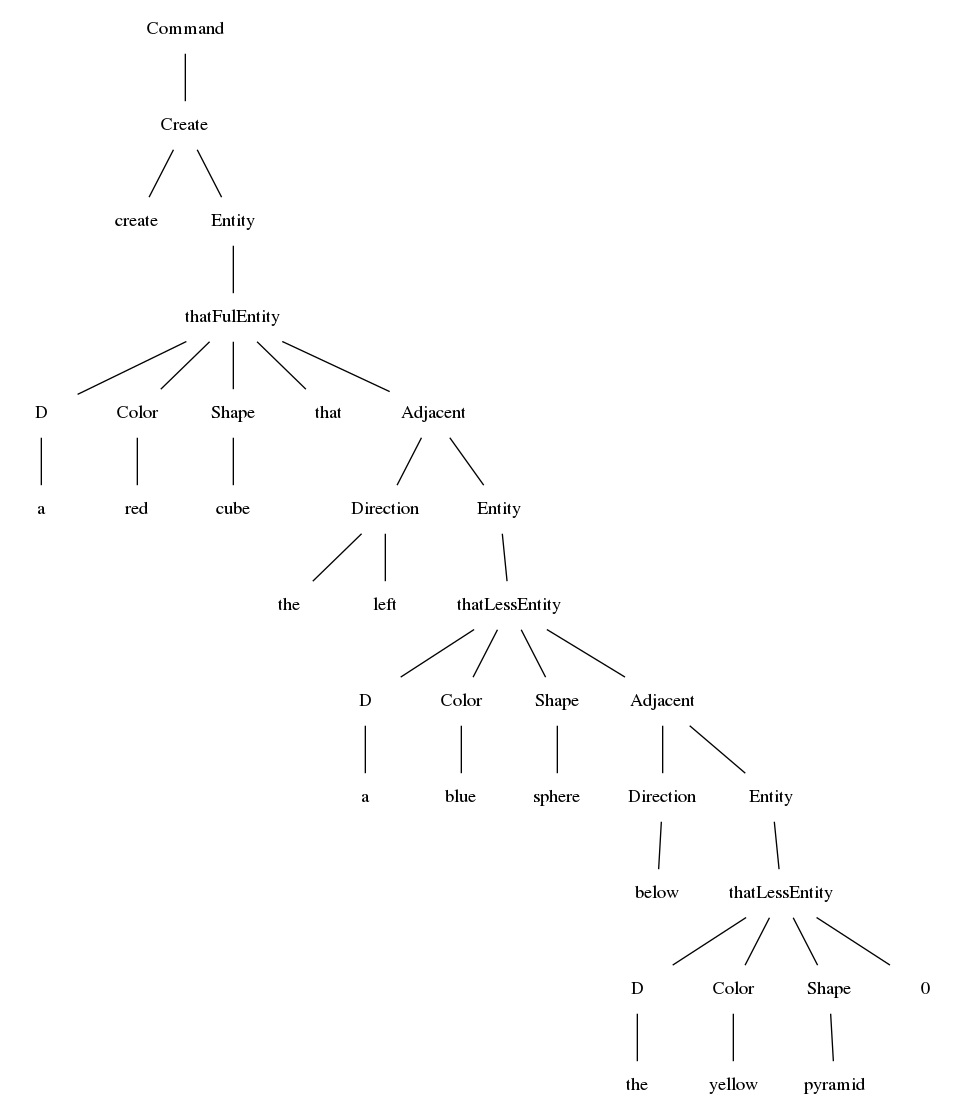 Command
Create
create Entity
thatFulEntity
D Color Shape that Adjacent
a red cube Direction Entity
the left thatLessEntity
D Color Shape Adjacent
a blue sphere Direction Entity
below thatLessEntity
D Color Shape 0
the yellow pyramid